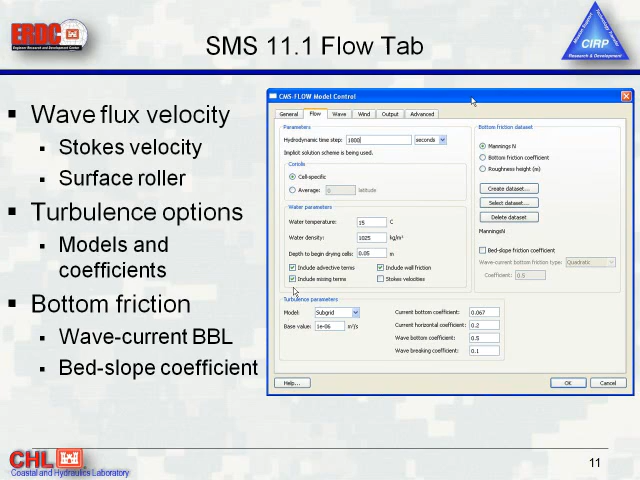 ERDC
Engineer Research and Development Center
SMS 11.1 Flow Tab
CIRP
Research & Development
Wave flux velocity
Stokes velocity
Surface roller
Turbulence options
Models and
coefficients
Bottom friction
Wave-current BBL
Bed-slope coefficient
CMS-FLOW Model Control
General Flow Wave Wind Output Advanced
Parameters
Hydrodynamic time step: 1800 seconds
Implicit solution scheme is being used.
Coriolis
Cell-specific
Average: 0 latitude
Water parameters
Water temperature: 15 C
Water density: 1025 kg/m³
Depth to begin drying cells: 0.05 m
Include advective terms Include wall friction
Include mixing terms Stokes velocities
Turbulence parameters
Model: Subgrid
Base value: 1e-06 m²/s
Current bottom coefficient: 0.067
Current horizontal coefficient: 0.2
Wave bottom coefficient: 0.5
Wave breaking coefficient: 0.1
Bottom friction dataset
Mannings N
Bottom friction coefficient
Roughness height (m)
Create dataset...
Select dataset...
Delete dataset
ManningsN
Bed-slope friction coefficient
Wave-current bottom friction type: Quadratic
Coefficient: 0.5
Help... OK Cancel
CHL
Coastal and Hydraulics Laboratory
11